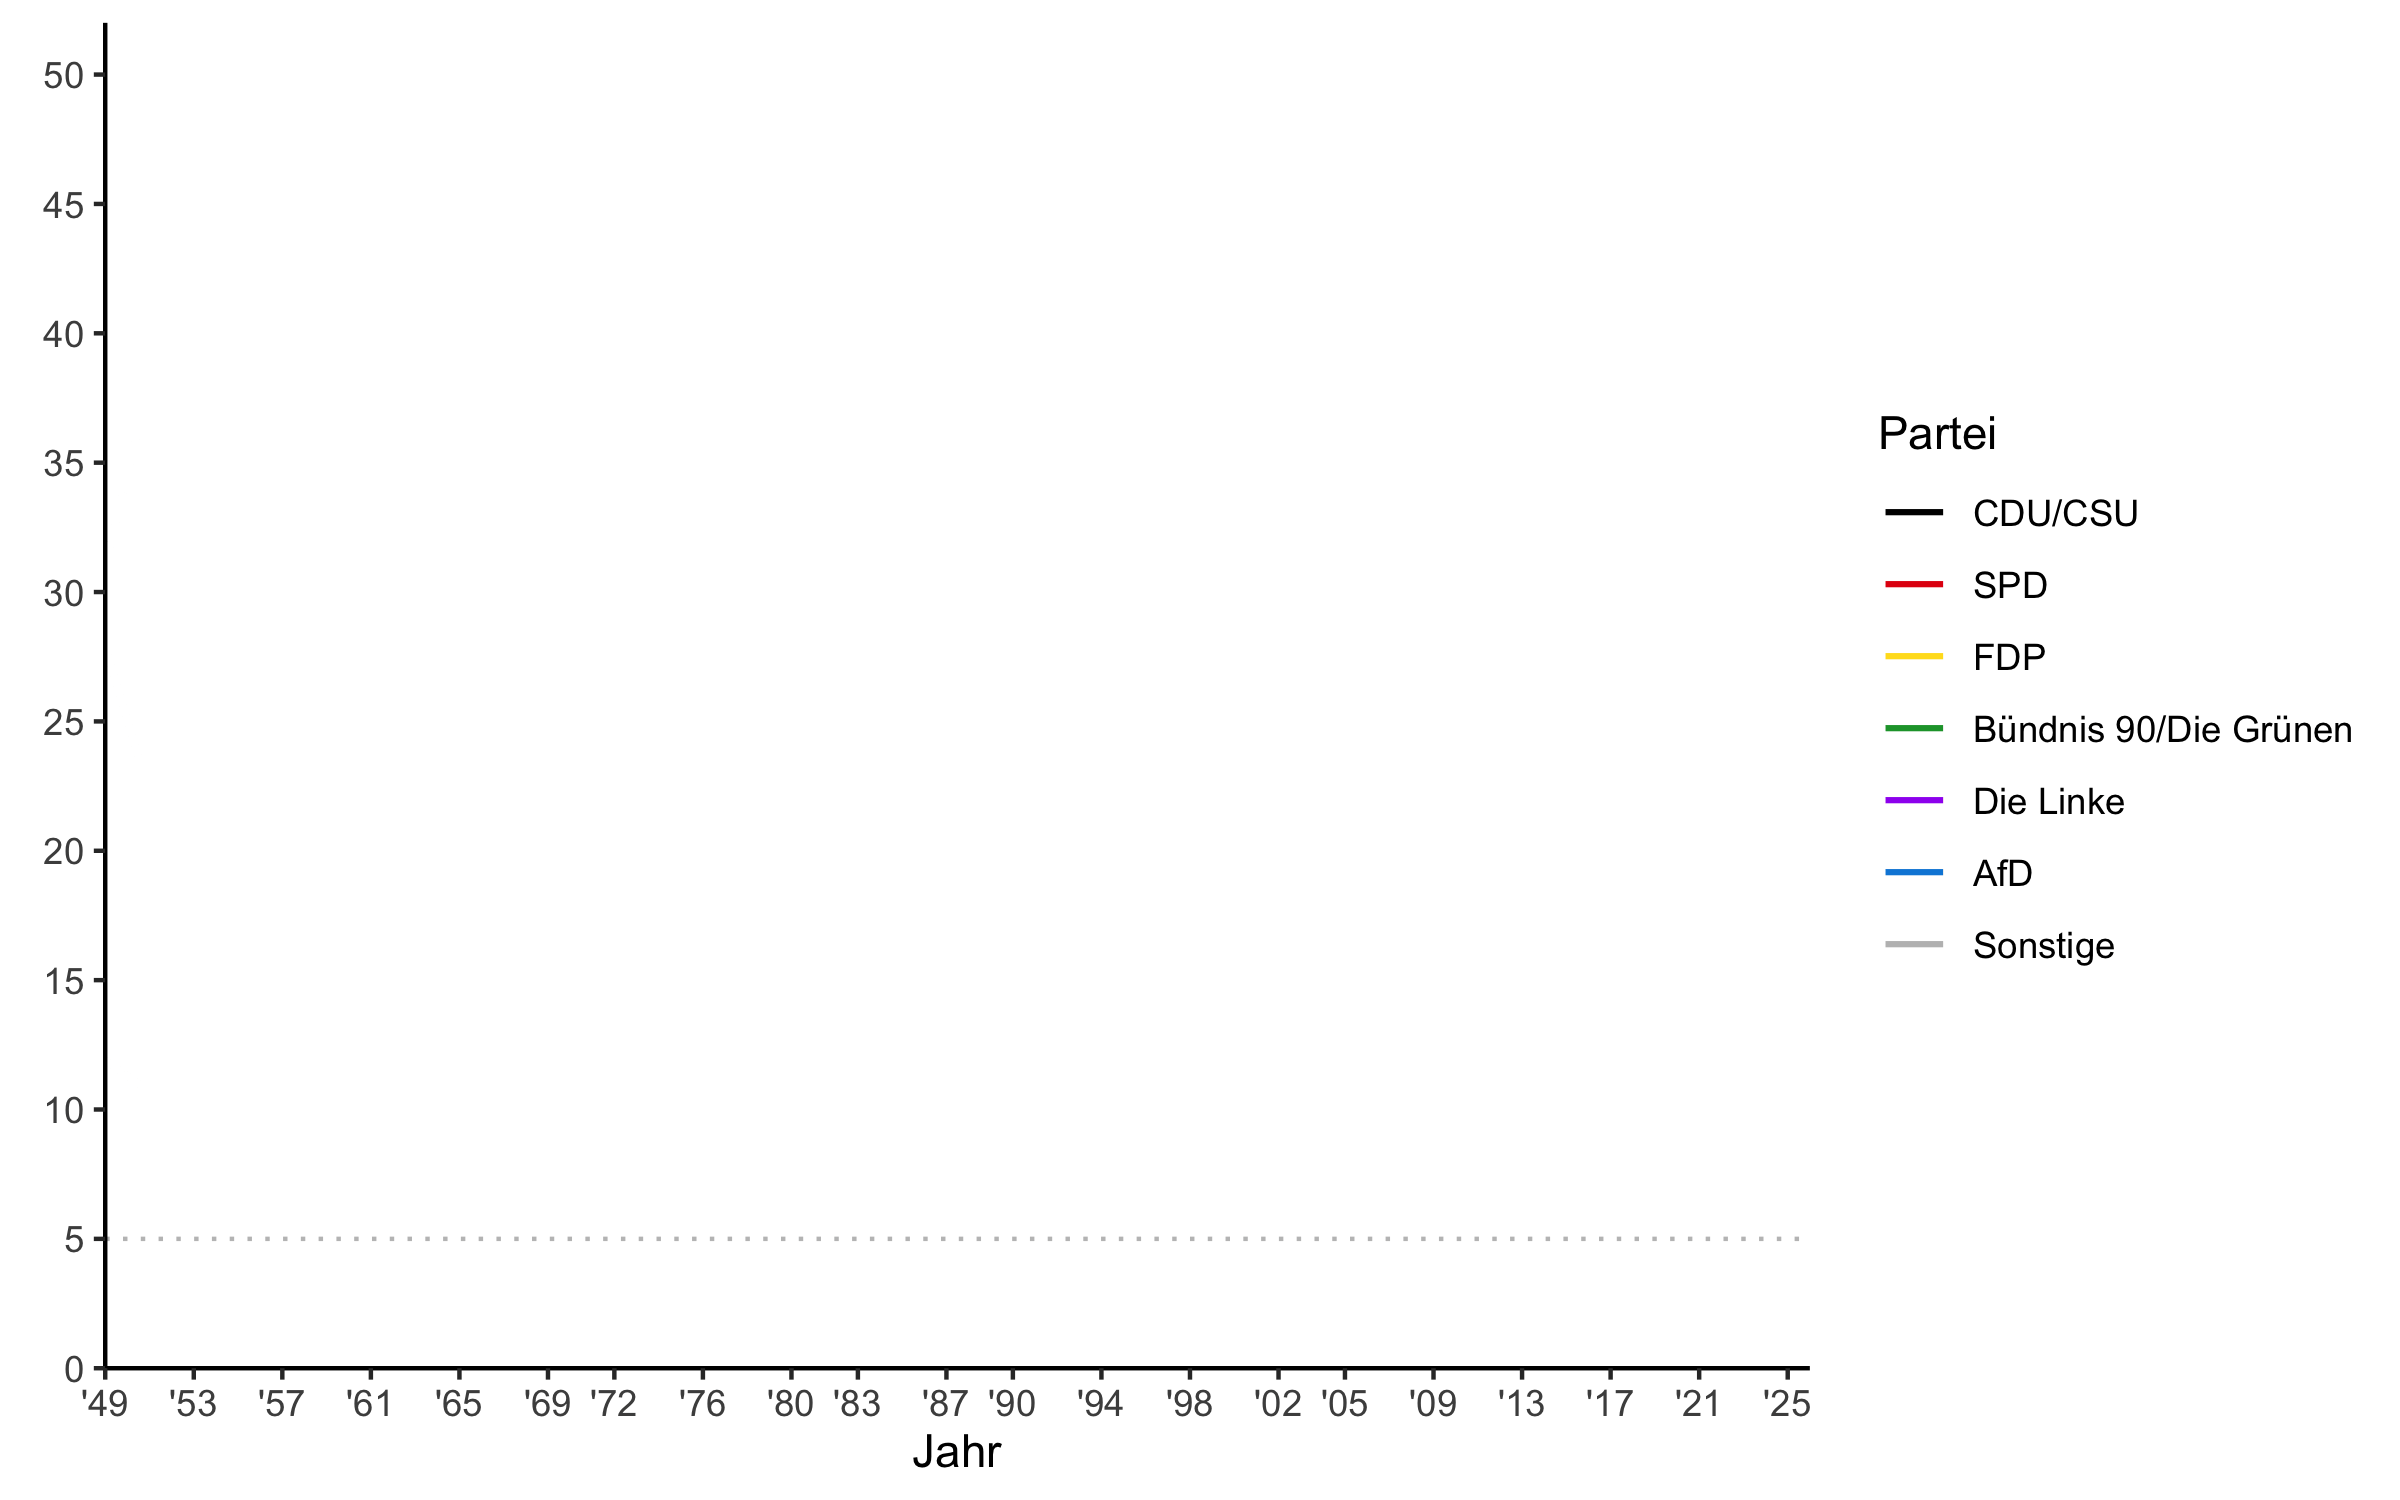 50
45
40
35
30
25
20
15
10
5
0
'49 '53 '57 '61 '65 '69 '72 '76 '80 '83 '87 '90 '94 '98 '02 '05 '09 '13 '17 '21 '25
Jahr
Partei
CDU/CSU
SPD
FDP
Bündnis 90/Die Grünen
Die Linke
AfD
Sonstige